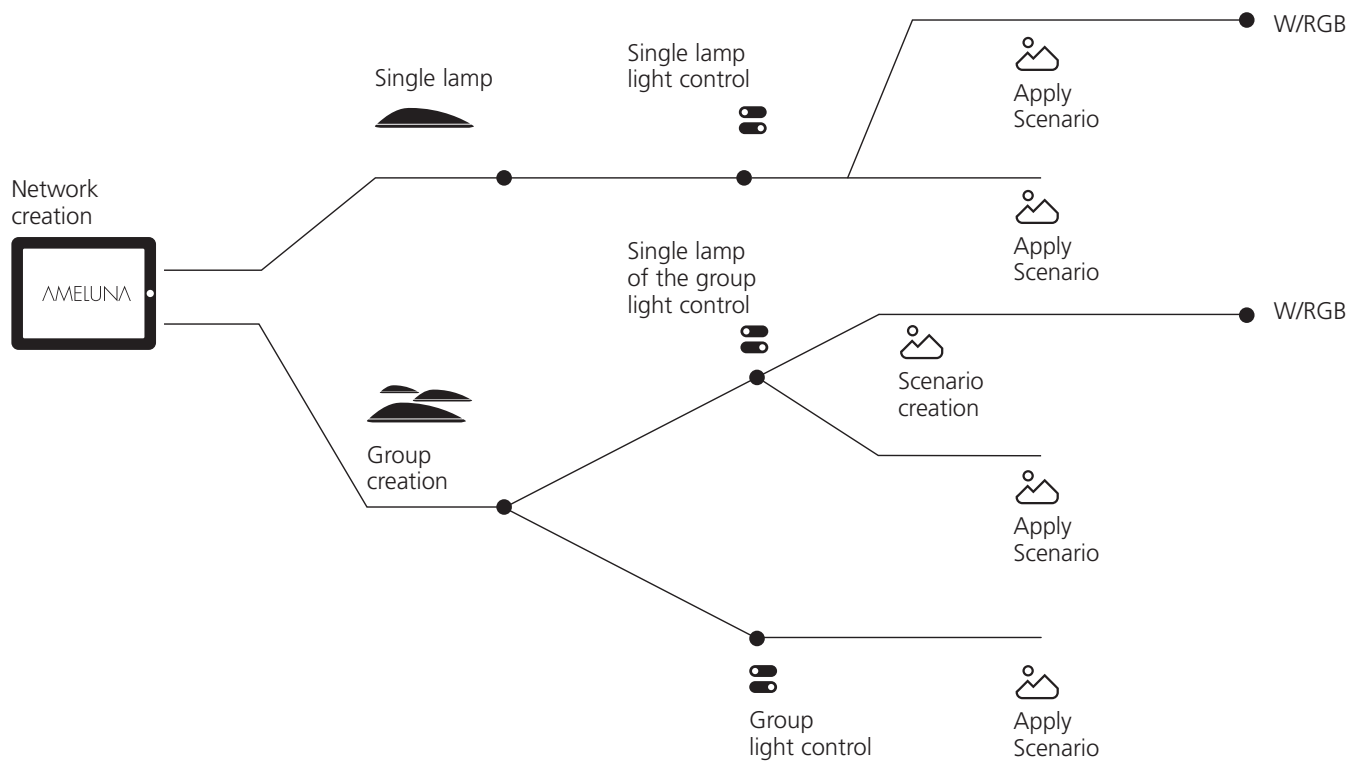 W/RGB
Single lamp
light control
Single lamp
Apply
Scenario
Network
creation
AMELUNA
Apply
Scenario
Single lamp
of the group
light control
W/RGB
Scenario
creation
Group
creation
Apply
Scenario
Group
light control
Apply
Scenario